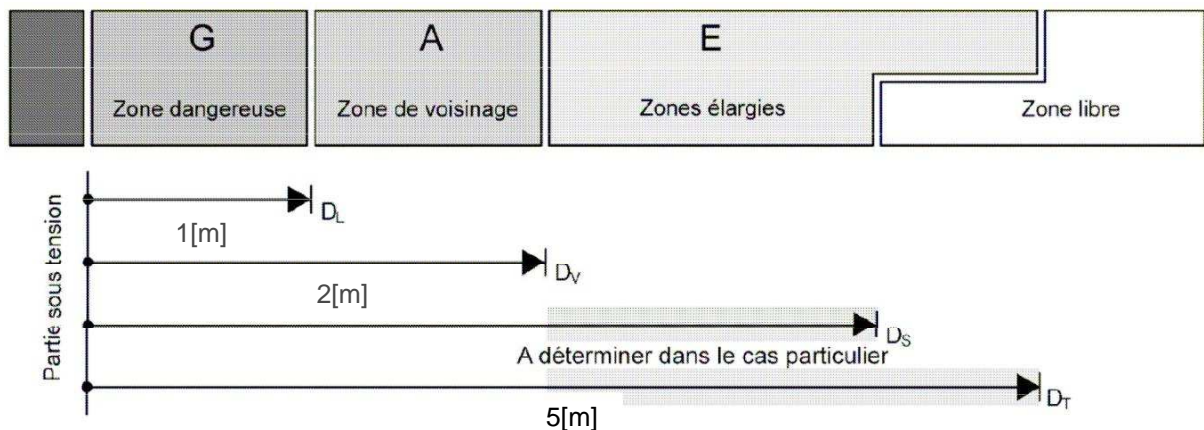 G
A
E
Zone dangereuse
Zone de voisinage
Zones élargies
Zone libre
Partie sous tension
DL
1[m]
DV
2[m]
DS
A déterminer dans le cas particulier
DT
5[m]